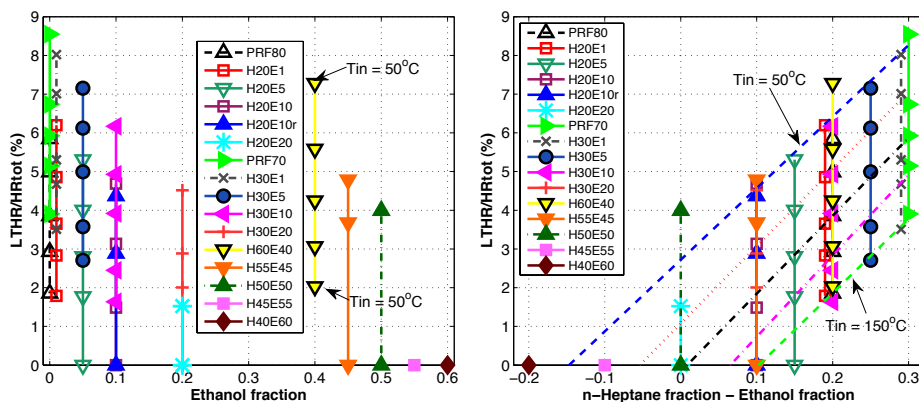 9
8
7
6
5
4
3
2
1
0
LTHR/HRtot (%)
0
0.1
0.2
0.3
0.4
0.5
0.6
Ethanol fraction
PRF80
H20E1
H20E5
H20E10
H20E10r
H20E20
PRF70
H30E1
H30E5
H30E10
H30E20
H60E40
H55E45
H50E50
H45E55
H40E60
Tin = 50°C
Tin = 50°C
9
8
7
6
5
4
3
2
1
0
LTHR/HRtot (%)
−0.2
−0.1
0
0.1
0.2
0.3
n−Heptane fraction − Ethanol fraction
PRF80
H20E1
H20E5
H20E10
H20E10r
H20E20
PRF70
H30E1
H30E5
H30E10
H30E20
H60E40
H55E45
H50E50
H45E55
H40E60
Tin = 50°C
Tin = 150°C